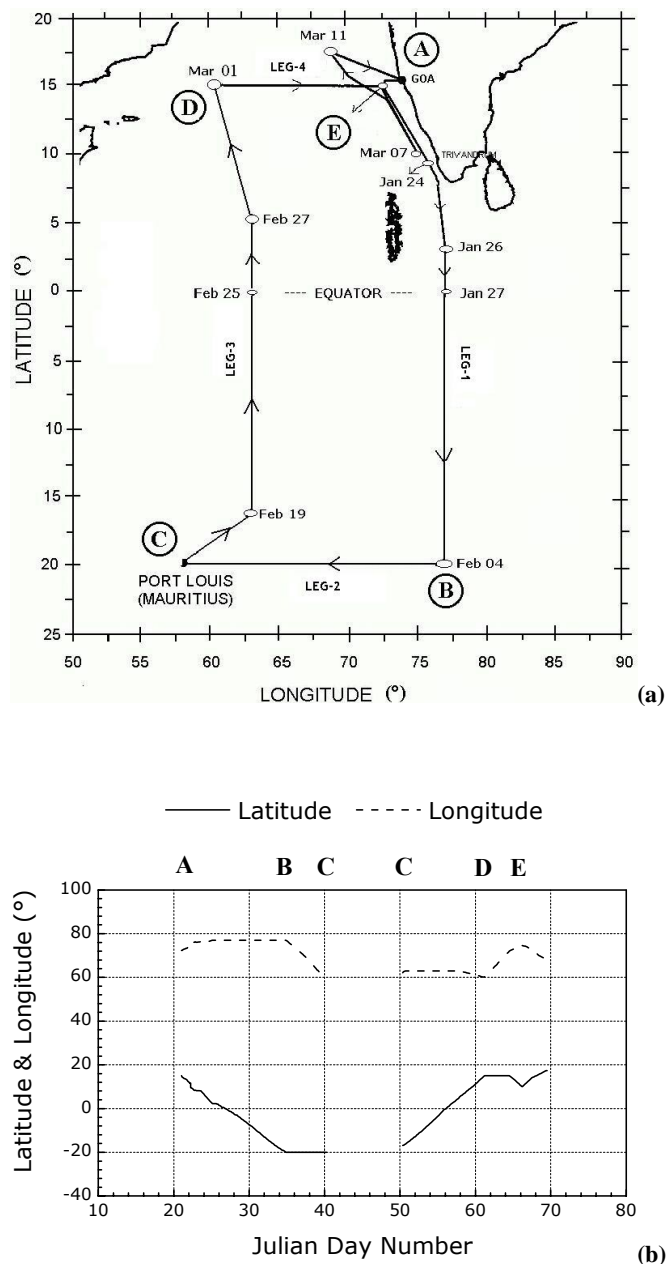 20
15
10
5
0
5
10
15
20
25
LATITUDE (°)
Mar 11
A
Mar 01
LEG-4
GOA
D
E
Mar 07
TRIVANDRUM
Jan 24
Feb 27
Jan 26
Feb 25
EQUATOR
Jan 27
LEG-3
LEG-1
Feb 19
C
PORT LOUIS
(MAURITIUS)
Feb 04
LEG-2
B
50 55 60 65 70 75 80 85 90
LONGITUDE (°)
(a)
Latitude Longitude
A B C C D E
100
80
60
40
20
0
-20
-40
Latitude & Longitude (°)
10 20 30 40 50 60 70 80
Julian Day Number
(b)